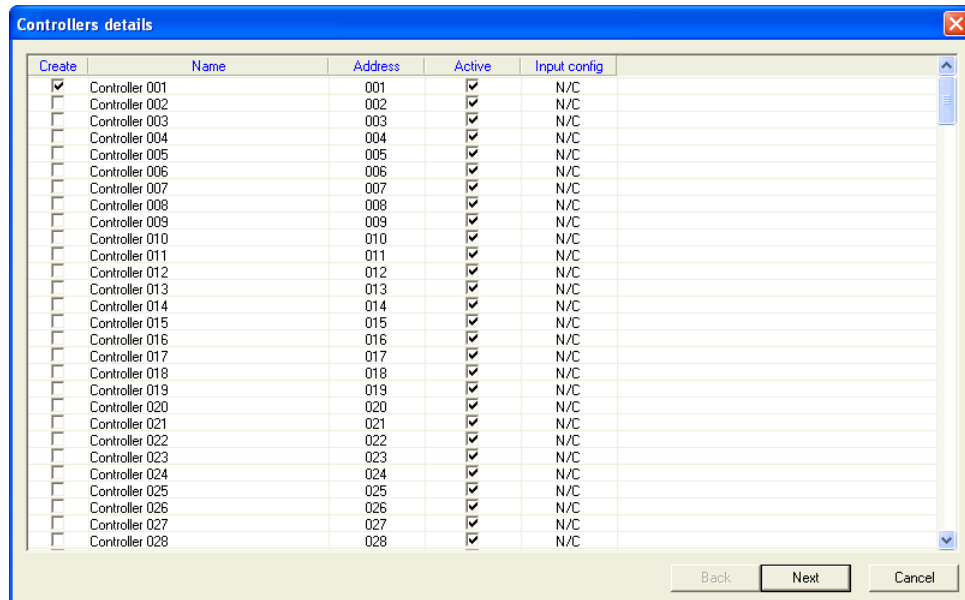 Controllers details
Create Name Address Active Input config
Controller 001 001 N/C
Controller 002 002 N/C
Controller 003 003 N/C
Controller 004 004 N/C
Controller 005 005 N/C
Controller 006 006 N/C
Controller 007 007 N/C
Controller 008 008 N/C
Controller 009 009 N/C
Controller 010 010 N/C
Controller 011 011 N/C
Controller 012 012 N/C
Controller 013 013 N/C
Controller 014 014 N/C
Controller 015 015 N/C
Controller 016 016 N/C
Controller 017 017 N/C
Controller 018 018 N/C
Controller 019 019 N/C
Controller 020 020 N/C
Controller 021 021 N/C
Controller 022 022 N/C
Controller 023 023 N/C
Controller 024 024 N/C
Controller 025 025 N/C
Controller 026 026 N/C
Controller 027 027 N/C
Controller 028 028 N/C
Back Next Cancel